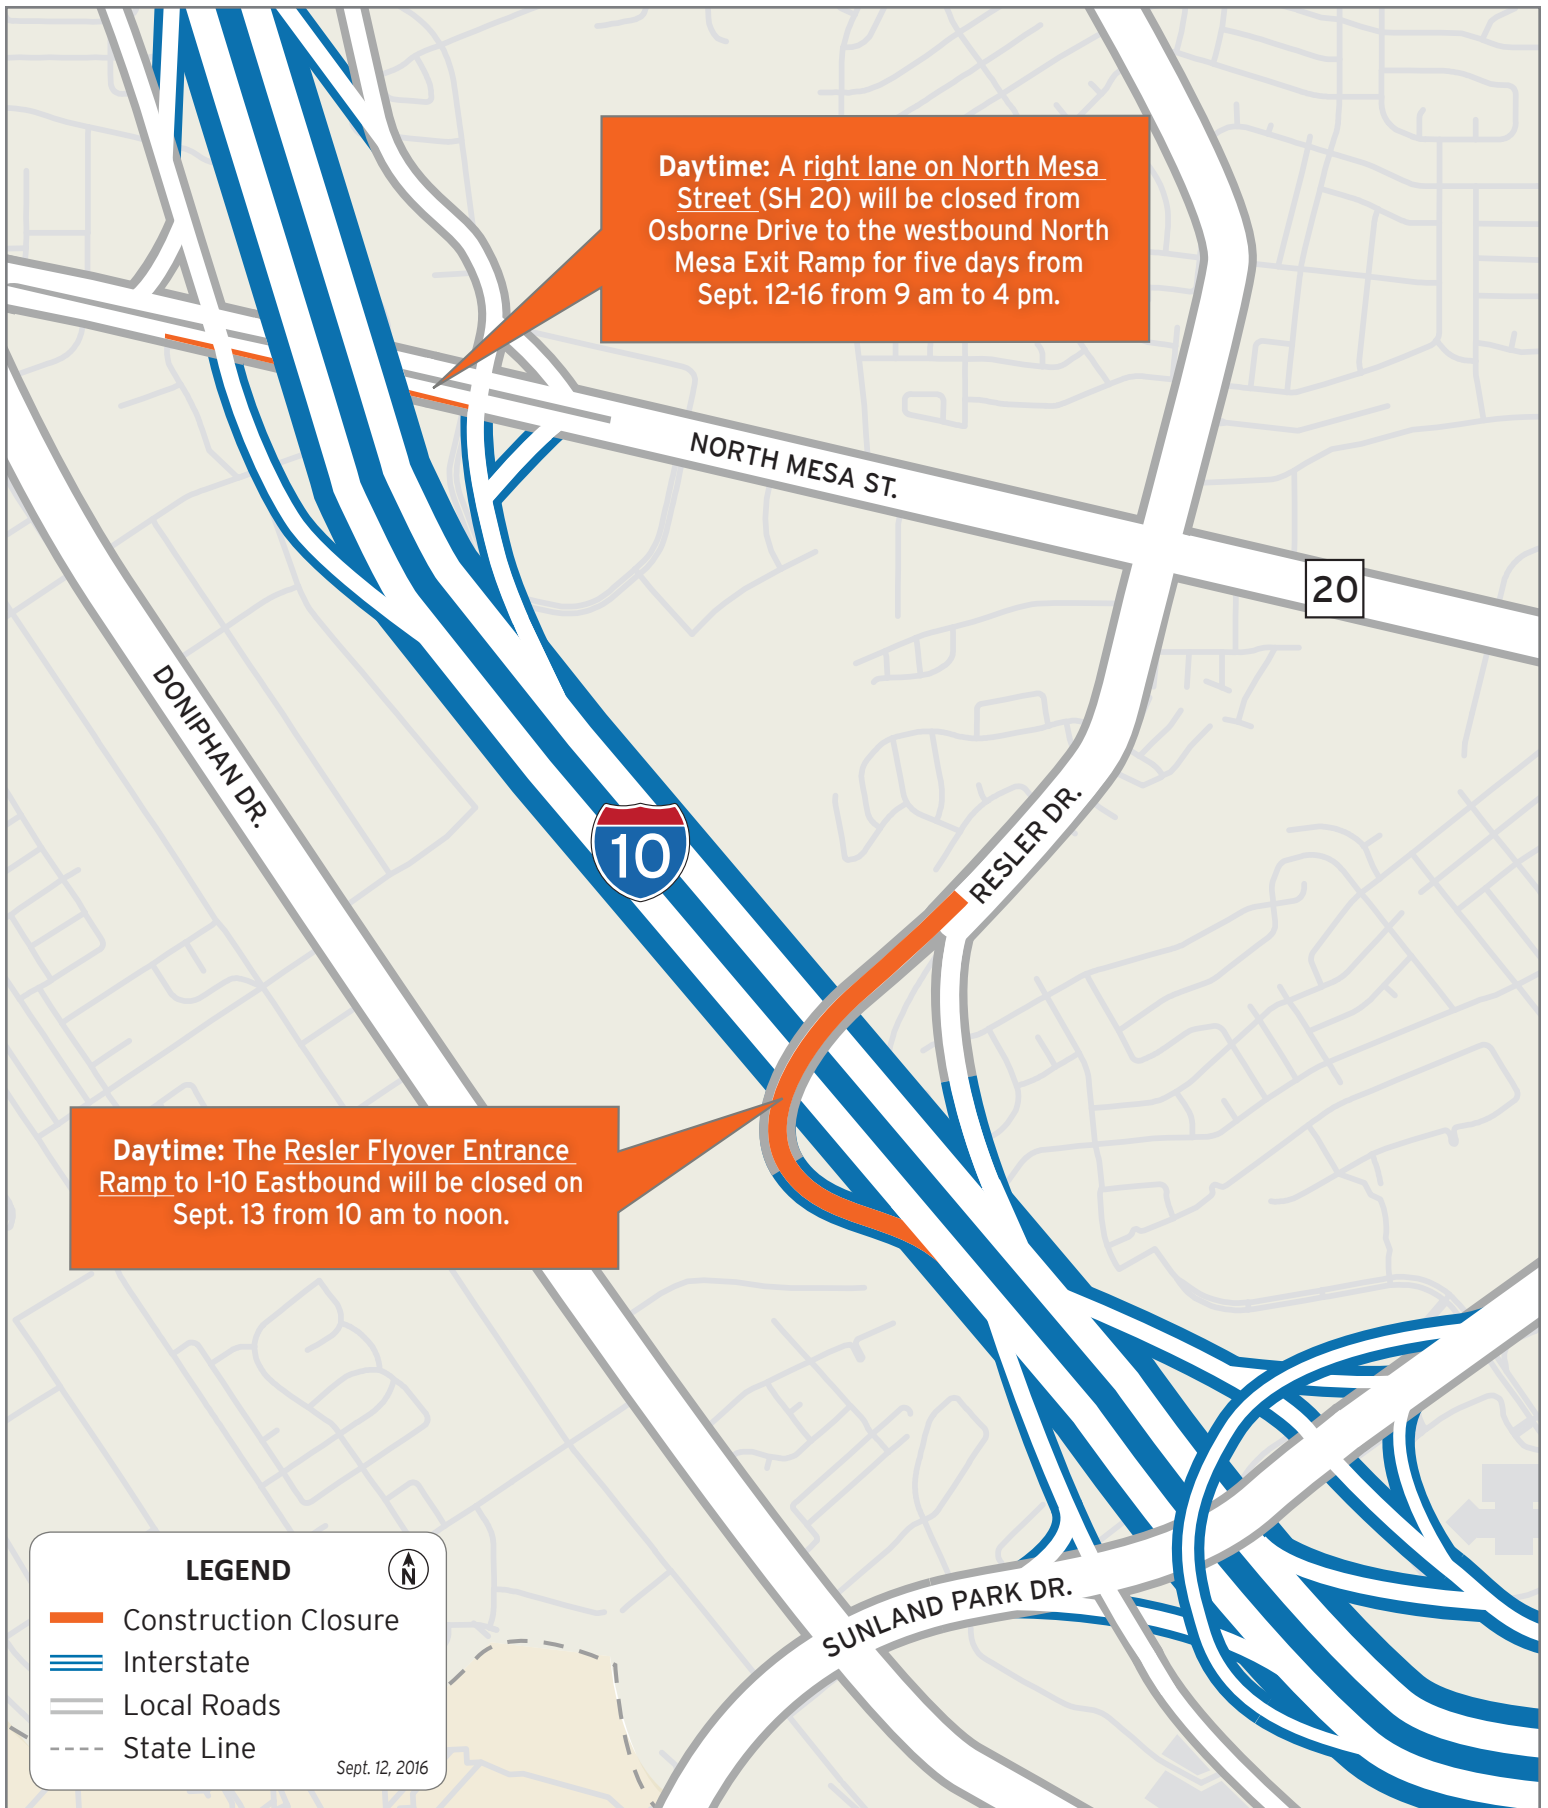 Daytime: A right lane on North Mesa
Street (SH 20) will be closed from
Osborne Drive to the westbound North
Mesa Exit Ramp for five days from
Sept. 12-16 from 9 am to 4 pm.
NORTH MESA ST.
20
DONIPHAN DR.
10
RESLER DR.
Daytime: The Resler Flyover Entrance
Ramp to I-10 Eastbound will be closed on
Sept. 13 from 10 am to noon.
SUNLAND PARK DR.
LEGEND
N
Construction Closure
Interstate
Local Roads
State Line
Sept. 12, 2016